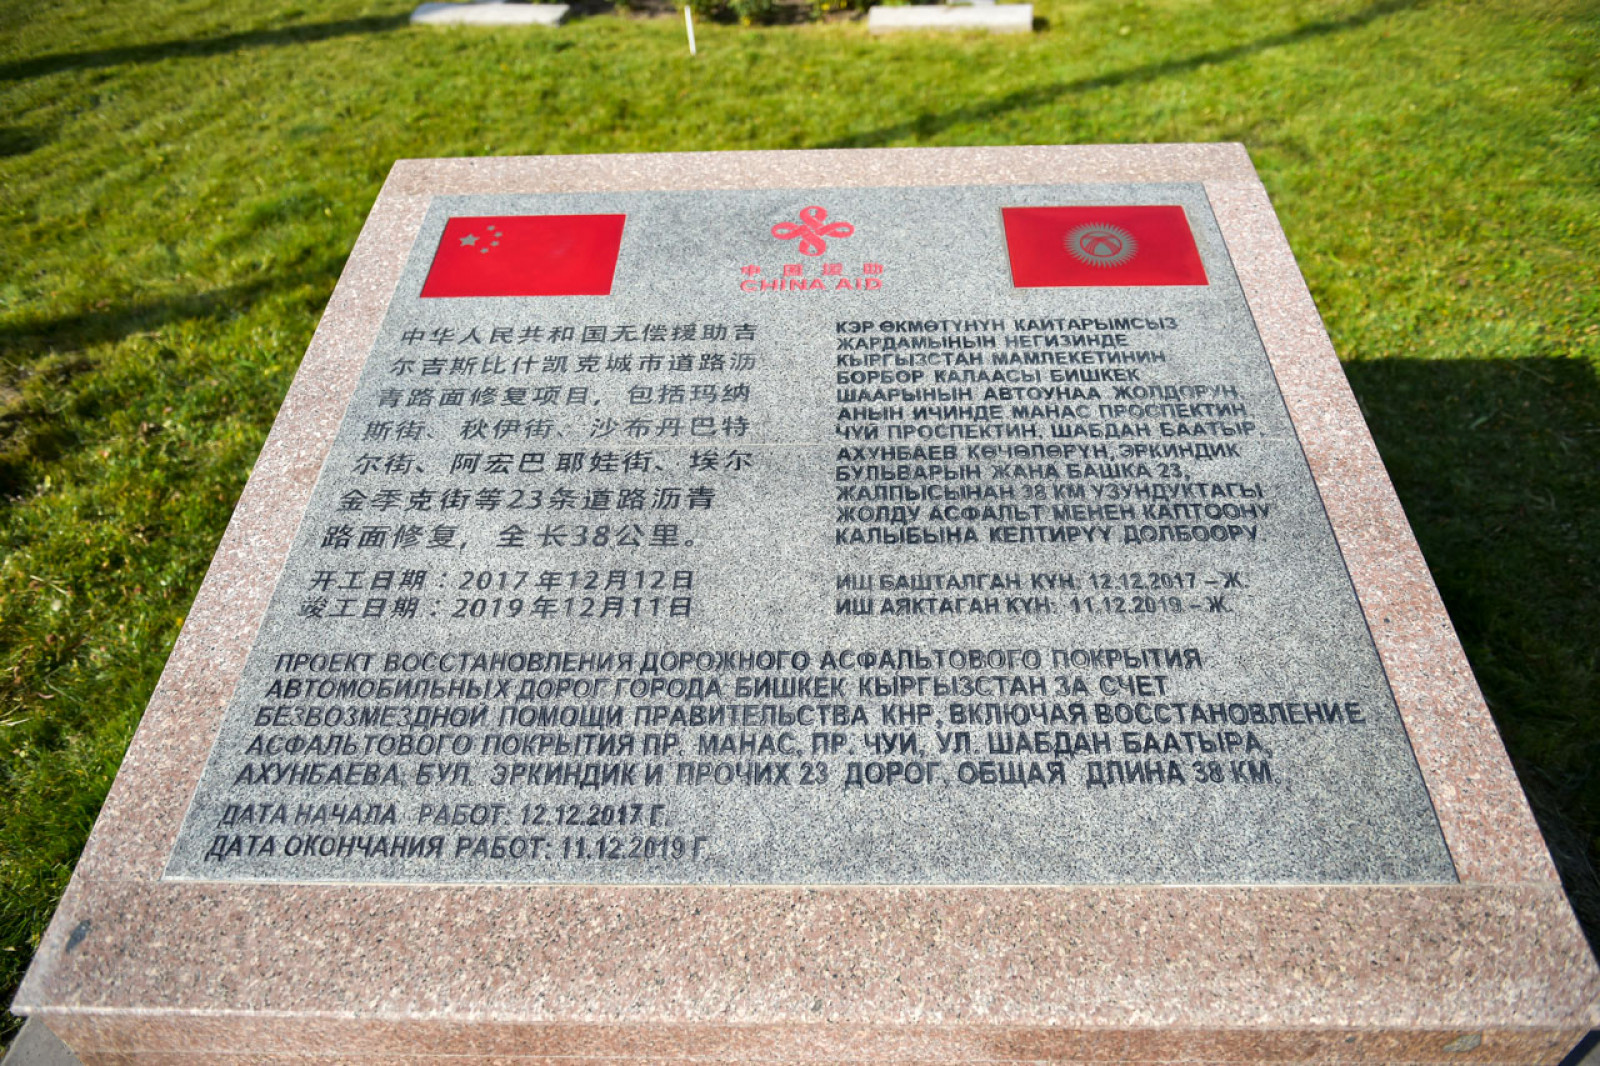 中国援助
CHINA AID
中华人民共和国无偿援助吉
尔吉斯比什凯克城市道路沥
青路面修复项目，包括玛纳
斯街、秋伊街、沙布丹巴特
尔街、阿宏巴耶娃街、埃尔
金季克街等23条道路沥青
路面修复，全长38公里。
开工日期：2017年12月12日
竣工日期：2019年12月11日
КЭР ӨКМӨТҮНҮН КАЙТАРЫМСЫЗ
ЖАРДАМЫНЫН НЕГИЗИНДЕ
КЫРГЫЗСТАН МАМЛЕКЕТИНИН
БОРБОР КАЛААСЫ БИШКЕК
ШААРЫНЫН АВТОУНАА ЖОЛДОРУН,
АНЫН ИЧИНДЕ МАНАС ПРОСПЕКТИН,
ЧҮЙ ПРОСПЕКТИН, ШАБДАН БААТЫР,
АХУНБАЕВ КӨЧӨЛӨРҮН, ЭРКИНДИК
БУЛЬВАРЫН ЖАНА БАШКА 23,
ЖАЛПЫСЫНАН 38 КМ УЗУНДУКТАГЫ
ЖОЛДУ АСФАЛЬТ МЕНЕН КАПТООНУ
КАЛЫБЫНА КЕЛТИРҮҮ ДОЛБООРУ.
ИШ БАШТАЛГАН КҮН: 12.12.2017 – Ж.
ИШ АЯКТАГАН КҮН: 11.12.2019 – Ж.
ПРОЕКТ ВОССТАНОВЛЕНИЯ ДОРОЖНОГО АСФАЛЬТОВОГО ПОКРЫТИЯ
АВТОМОБИЛЬНЫХ ДОРОГ ГОРОДА БИШКЕК КЫРГЫЗСТАН ЗА СЧЕТ
БЕЗВОЗМЕЗДНОЙ ПОМОЩИ ПРАВИТЕЛЬСТВА КНР, ВКЛЮЧАЯ ВОССТАНОВЛЕНИЕ
АСФАЛЬТОВОГО ПОКРЫТИЯ ПР. МАНАС, ПР. ЧУЙ, УЛ. ШАБДАН БААТЫРА,
АХУНБАЕВА, БУЛ. ЭРКИНДИК И ПРОЧИХ 23 ДОРОГ, ОБЩАЯ ДЛИНА 38 КМ.
ДАТА НАЧАЛА РАБОТ: 12.12.2017 Г.
ДАТА ОКОНЧАНИЯ РАБОТ: 11.12.2019 Г.